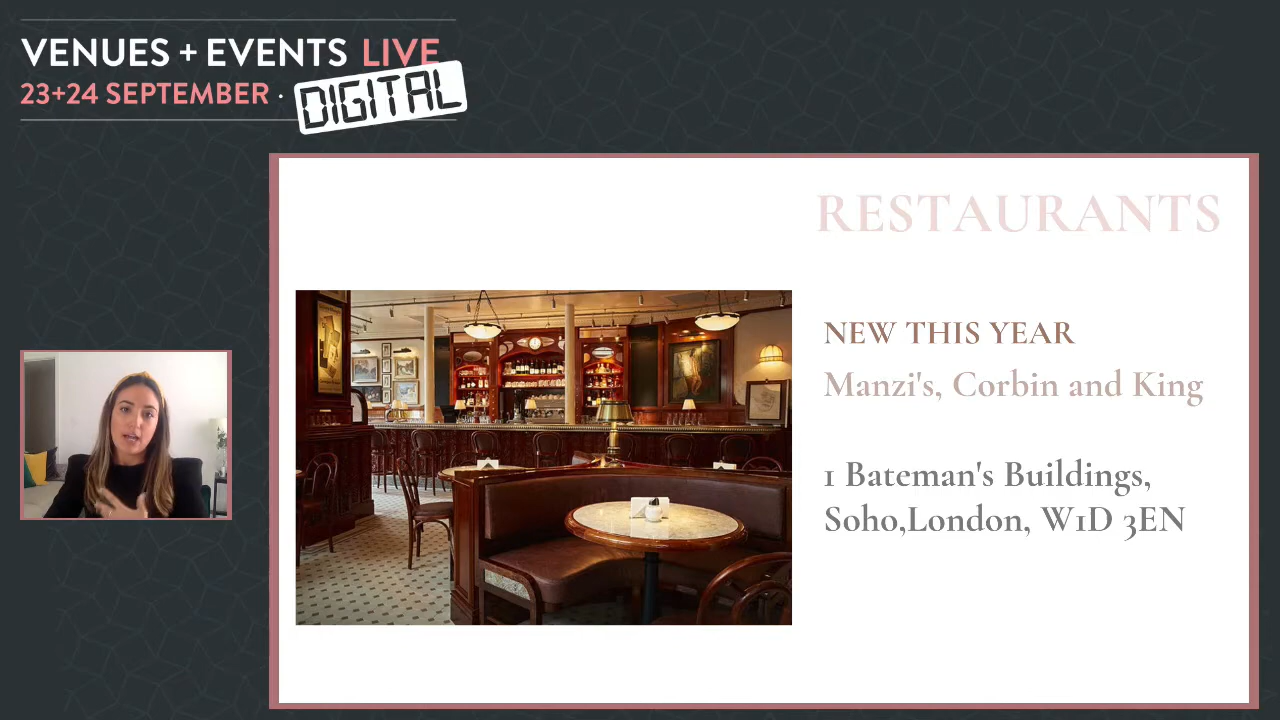 VENUES + EVENTS LIVE
23+24 SEPTEMBER · DIGITAL
RESTAURANTS
NEW THIS YEAR
Manzi's, Corbin and King
1 Bateman's Buildings,
Soho,London, W1D 3EN